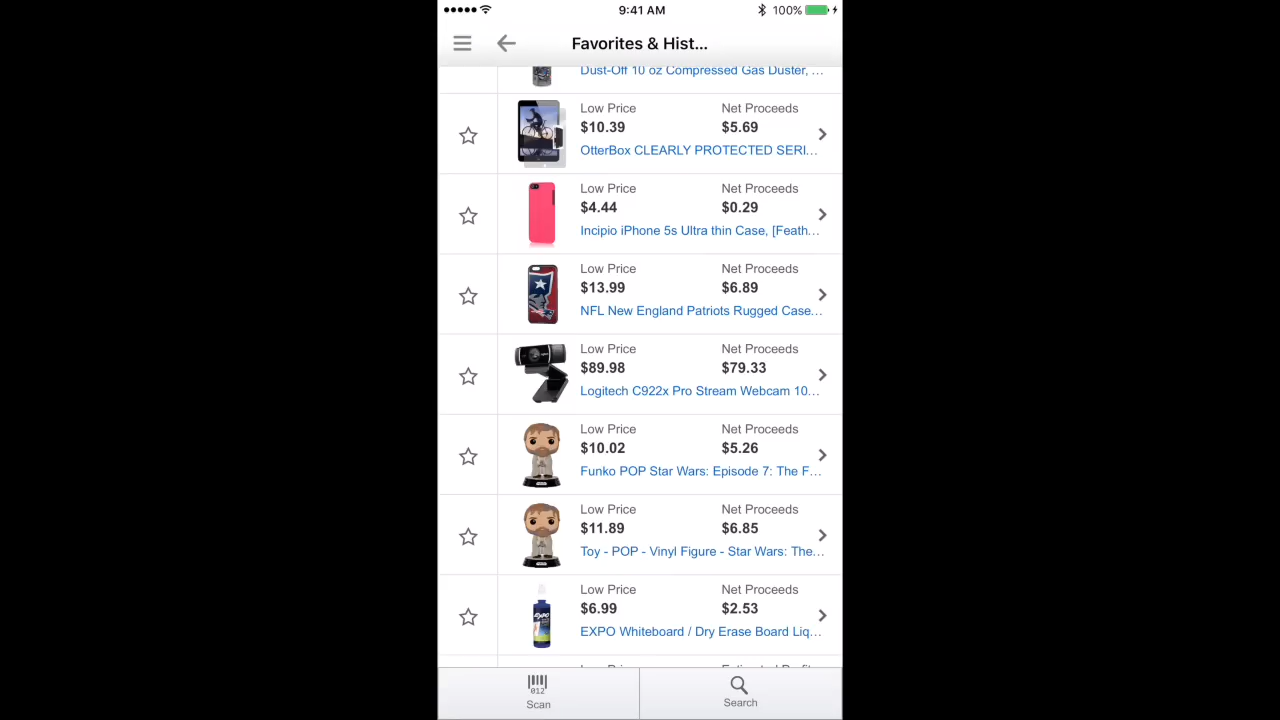 9:41 AM
100%
Favorites & Hist...
Dust-Off 10 oz Compressed Gas Duster, ...
Low Price Net Proceeds
$10.39 $5.69
OtterBox CLEARLY PROTECTED SERI...
Low Price Net Proceeds
$4.44 $0.29
Incipio iPhone 5s Ultra thin Case, [Feath...
Low Price Net Proceeds
$13.99 $6.89
NFL New England Patriots Rugged Case...
Low Price Net Proceeds
$89.98 $79.33
Logitech C922x Pro Stream Webcam 10...
Low Price Net Proceeds
$10.02 $5.26
Funko POP Star Wars: Episode 7: The F...
Low Price Net Proceeds
$11.89 $6.85
Toy - POP - Vinyl Figure - Star Wars: The...
Low Price Net Proceeds
$6.99 $2.53
EXPO
EXPO Whiteboard / Dry Erase Board Liq...
012
Scan Search